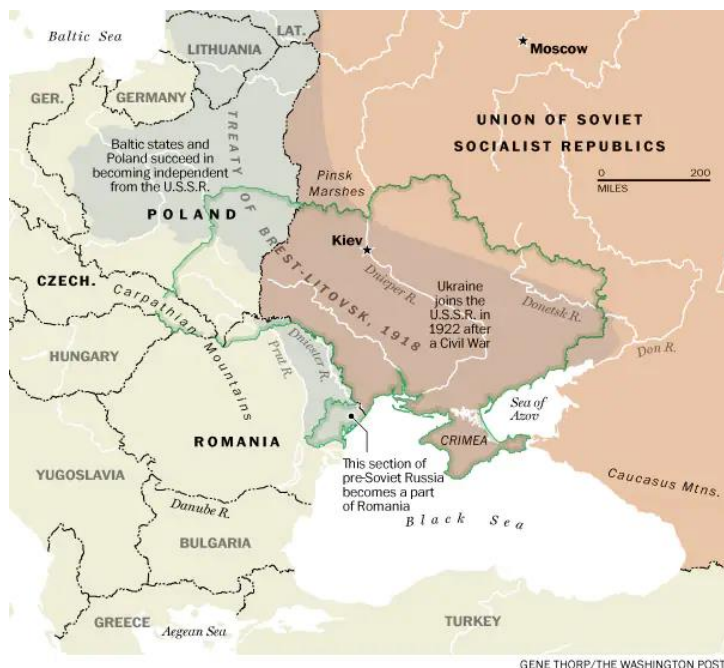 Baltic Sea
LAT.
LITHUANIA
Moscow
GER.
GERMANY
UNION OF SOVIET
SOCIALIST REPUBLICS
Baltic states and
Poland succeed in
becoming independent
from the U.S.S.R.
TREATY OF BREST-LITOVSK, 1918
0 200
MILES
Pinsk
Marshes
POLAND
Kiev
CZECH.
Dnieper R.
Ukraine
joins the
U.S.S.R. in
1922 after
a Civil War
Donetsk R.
Carpathian Mountains
Don R.
HUNGARY
Dniester R.
Prut R.
Sea of
Azov
ROMANIA
CRIMEA
This section of
pre-Soviet Russia
becomes a part
of Romania
YUGOSLAVIA
Caucasus Mtns.
Danube R.
Black Sea
BULGARIA
GREECE
Aegean Sea
TURKEY
GENE THORP/THE WASHINGTON POST